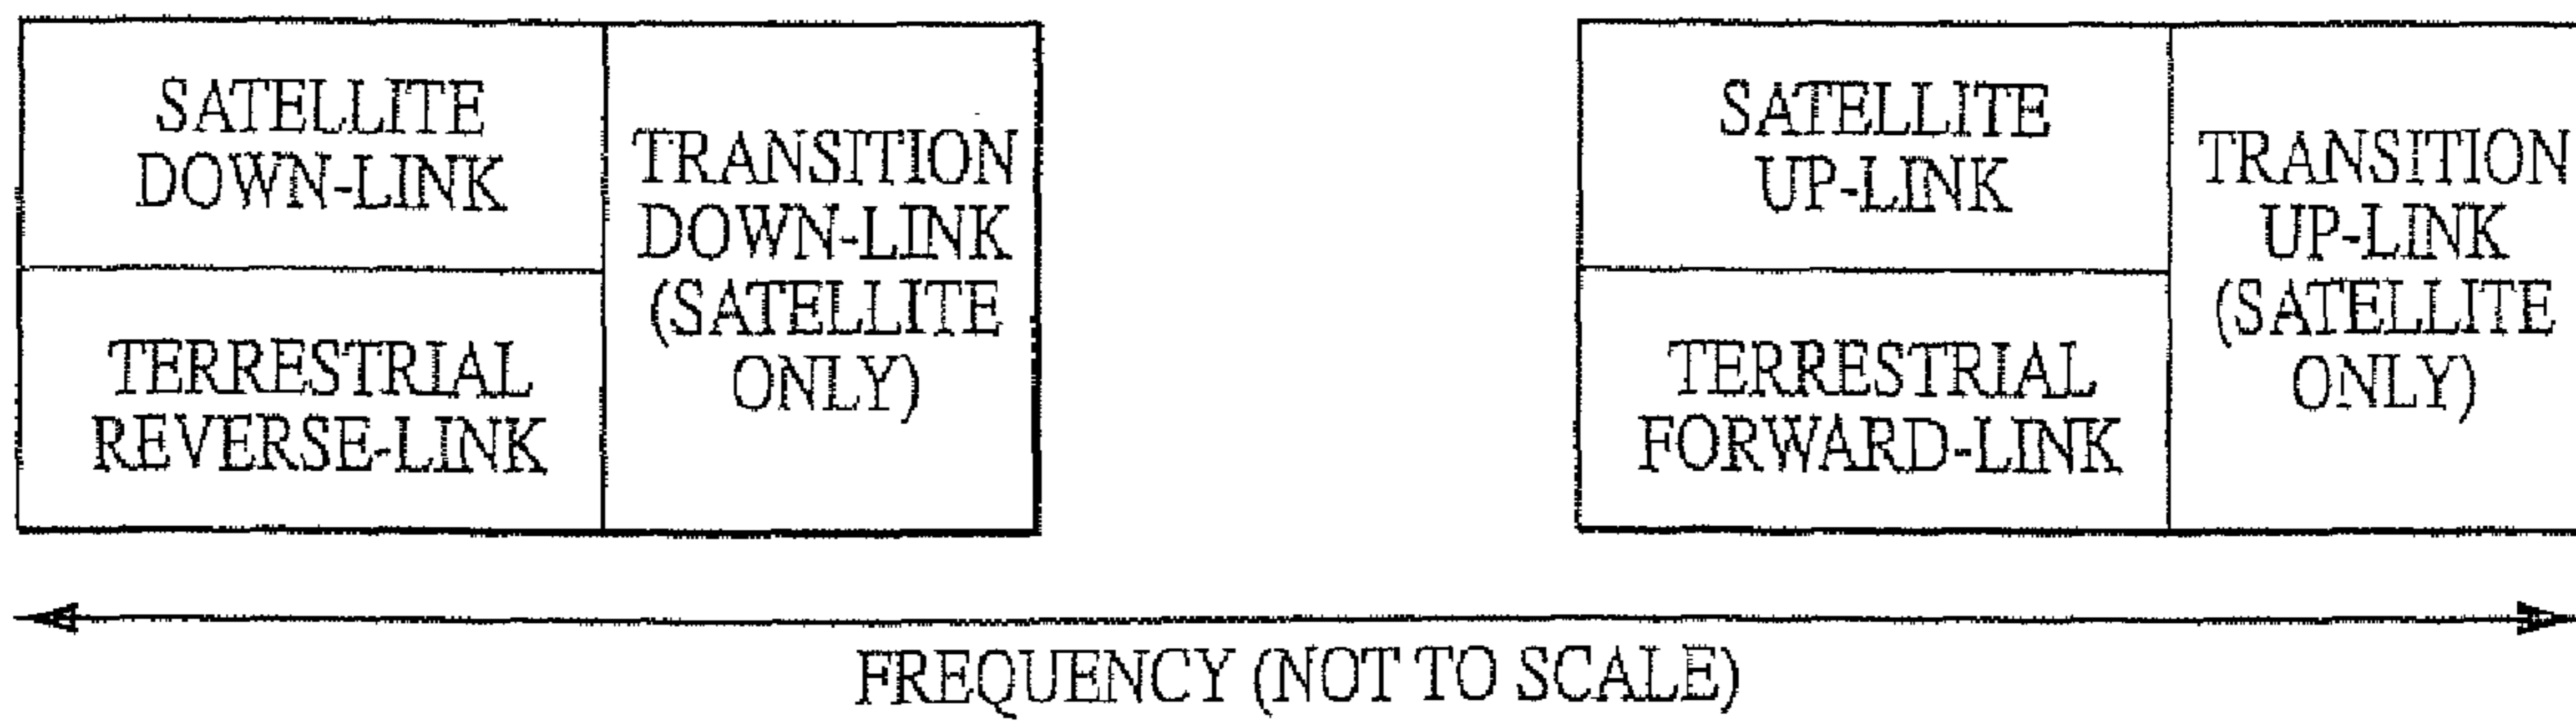 SATELLITE
DOWN-LINK
TERRESTRIAL
REVERSE-LINK
TRANSITION
DOWN-LINK
(SATELLITE
ONLY)
SATELLITE
UP-LINK
TERRESTRIAL
FORWARD-LINK
TRANSITION
UP-LINK
(SATELLITE
ONLY)
FREQUENCY (NOT TO SCALE)